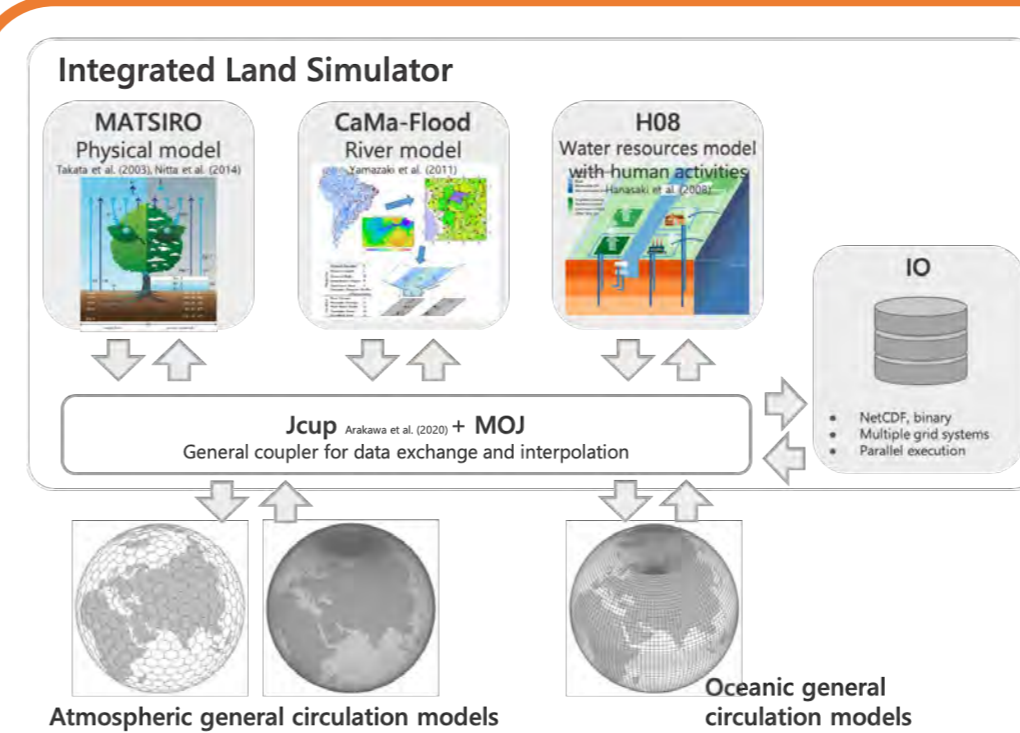 Integrated Land Simulator
MATSIRO
Physical model
Takata et al. (2003), Nitta et al. (2014)
CaMa-Flood
River model
Yamazaki et al. (2011)
H08
Water resources model
with human activities
Hanasaki et al. (2008)
IO
• NetCDF, binary
• Multiple grid systems
• Parallel execution
Jcup Arakawa et al. (2020) + MOJ
General coupler for data exchange and interpolation
Atmospheric general circulation models
Oceanic general
circulation models